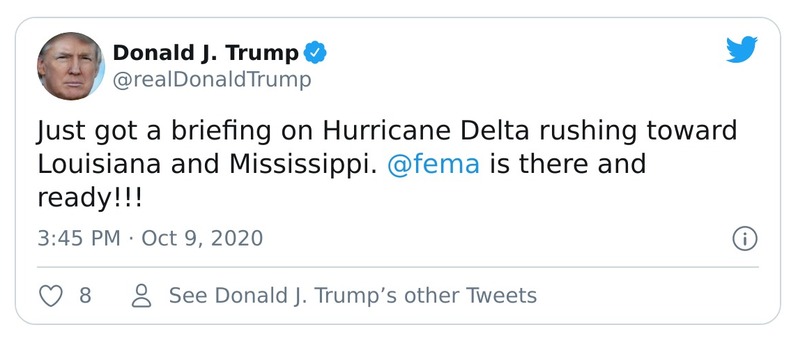 Donald J. Trump
@realDonaldTrump
Just got a briefing on Hurricane Delta rushing toward
Louisiana and Mississippi. @fema is there and
ready!!!
3:45 PM · Oct 9, 2020
8 See Donald J. Trump’s other Tweets